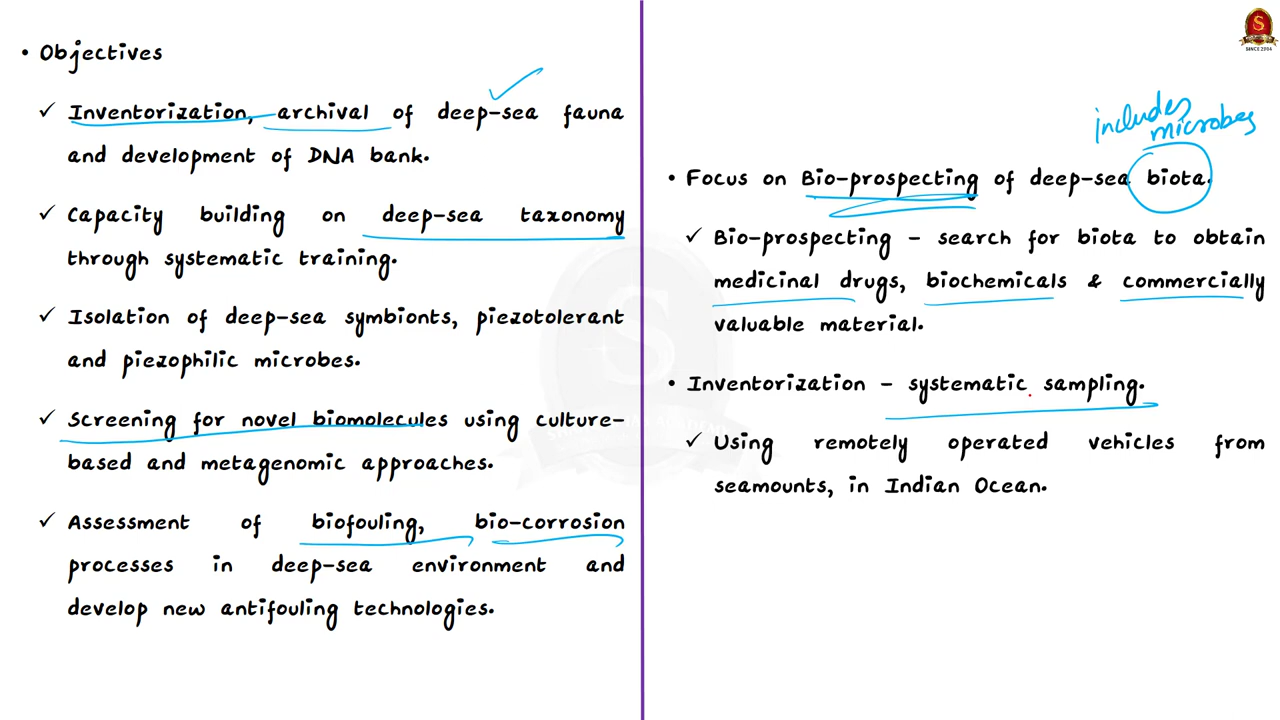 • Objectives
✓ Inventorization, archival of deep-sea fauna
and development of DNA bank.
✓ Capacity building on deep-sea taxonomy
through systematic training.
✓ Isolation of deep-sea symbionts, piezotolerant
and piezophilic microbes.
✓ Screening for novel biomolecules using culture-
based and metagenomic approaches.
✓ Assessment of biofouling, bio-corrosion
processes in deep-sea environment and
develop new antifouling technologies.
includes
microbes
• Focus on Bio-prospecting of deep-sea biota.
✓ Bio-prospecting – search for biota to obtain
medicinal drugs, biochemicals & commercially
valuable material.
• Inventorization – systematic sampling.
✓ Using remotely operated vehicles from
seamounts, in Indian Ocean.
S
SINCE 2004